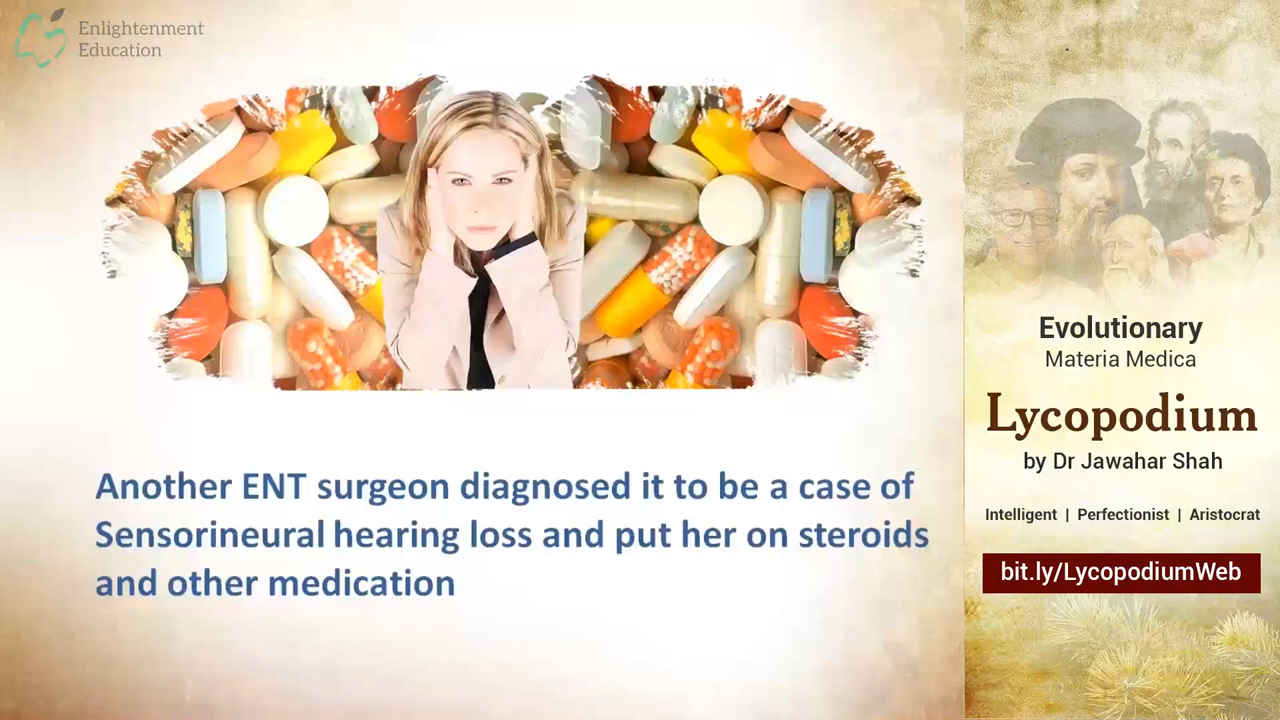 Enlightenment
Education
Another ENT surgeon diagnosed it to be a case of
Sensorineural hearing loss and put her on steroids
and other medication
Evolutionary
Materia Medica
Lycopodium
by Dr Jawahar Shah
Intelligent | Perfectionist | Aristocrat
bit.ly/LycopodiumWeb